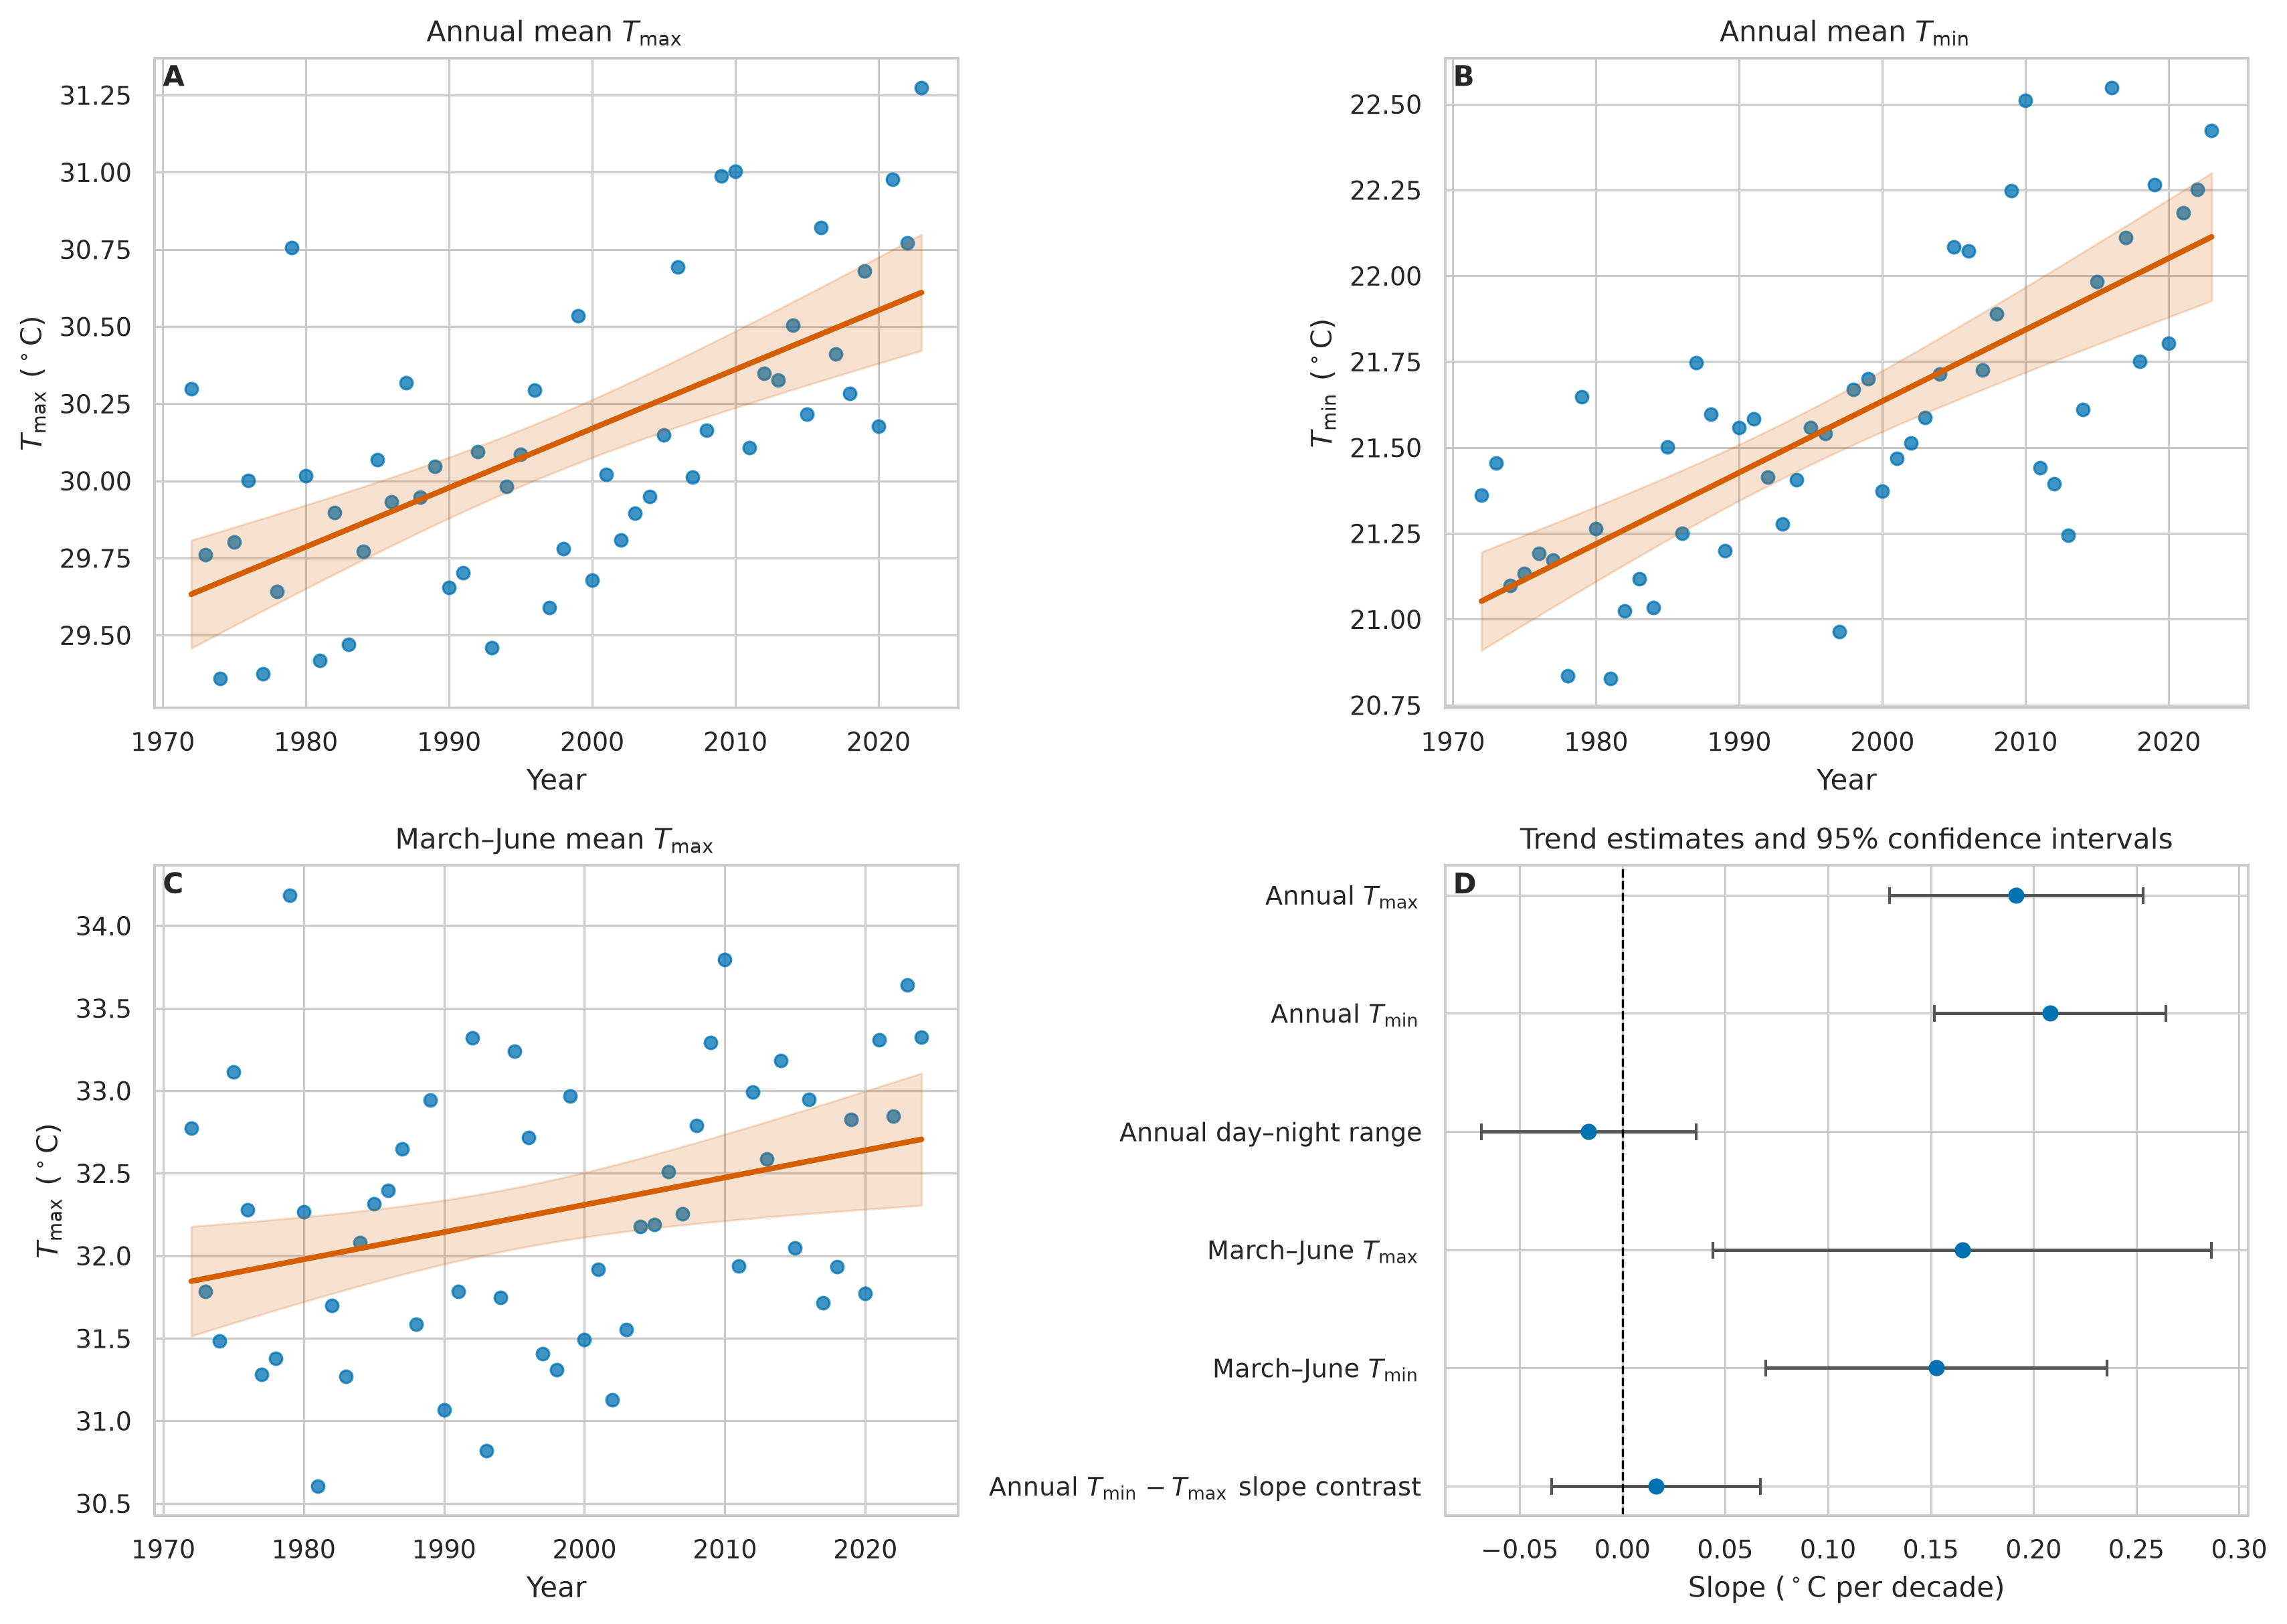 Annual mean Tmax
A
31.25
31.00
30.75
30.50
30.25
30.00
29.75
29.50
Tmax (°C)
1970 1980 1990 2000 2010 2020
Year
Annual mean Tmin
B
22.50
22.25
22.00
21.75
21.50
21.25
21.00
20.75
Tmin (°C)
1970 1980 1990 2000 2010 2020
Year
March–June mean Tmax
C
34.0
33.5
33.0
32.5
32.0
31.5
31.0
30.5
Tmax (°C)
1970 1980 1990 2000 2010 2020
Year
Trend estimates and 95% confidence intervals
D
Annual Tmax
Annual Tmin
Annual day–night range
March–June Tmax
March–June Tmin
Annual Tmin − Tmax slope contrast
−0.05 0.00 0.05 0.10 0.15 0.20 0.25 0.30
Slope (°C per decade)